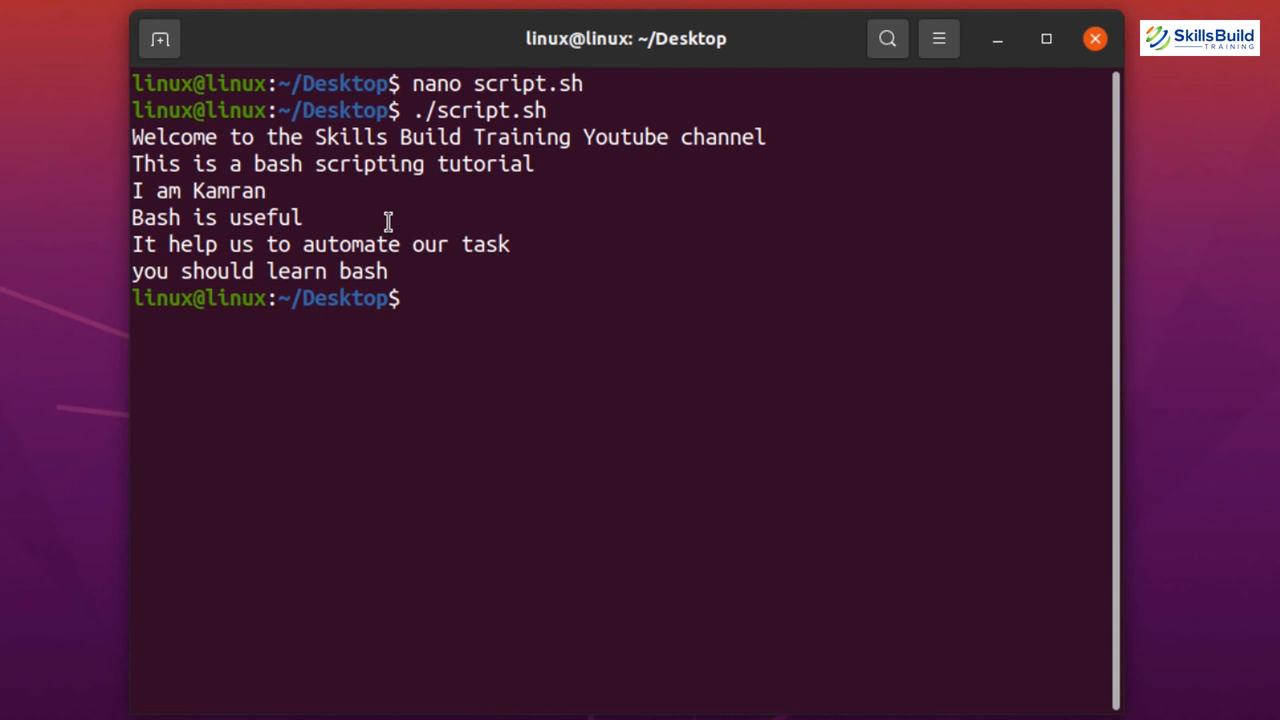 linux@linux: ~/Desktop
SkillsBuild
TRAINING
linux@linux:~/Desktop$ nano script.sh
linux@linux:~/Desktop$ ./script.sh
Welcome to the Skills Build Training Youtube channel
This is a bash scripting tutorial
I am Kamran
Bash is useful
It help us to automate our task
you should learn bash
linux@linux:~/Desktop$